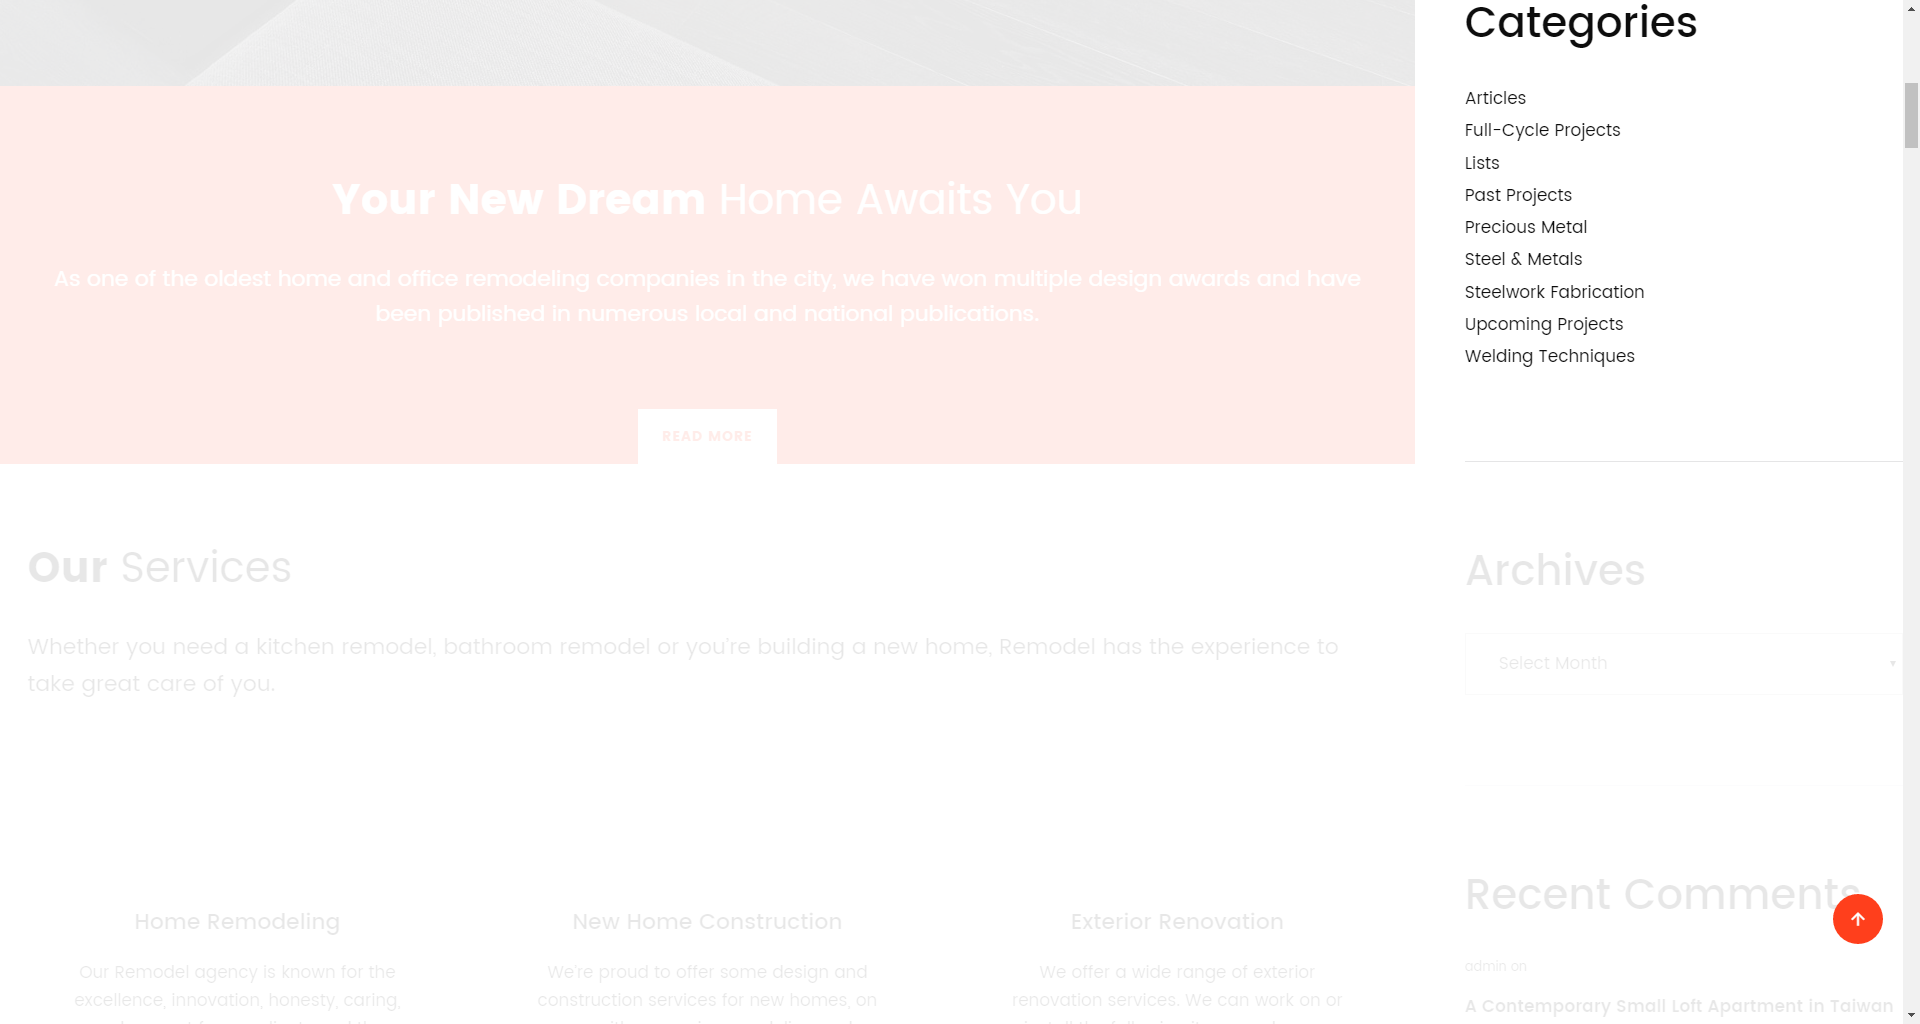 Your New Dream Home Awaits You
As one of the oldest home and office remodeling companies in the city, we have won multiple design awards and have
been published in numerous local and national publications.
READ MORE
Our Services
Whether you need a kitchen remodel, bathroom remodel or you're building a new home, Remodel has the experience to
take great care of you.
Home Remodeling
Our Remodel agency is known for the
excellence, innovation, honesty, caring,
New Home Construction
We're proud to offer some design and
construction services for new homes, on
Exterior Renovation
We offer a wide range of exterior
renovation services. We can work on or
Categories
Articles
Full-Cycle Projects
Lists
Past Projects
Precious Metal
Steel & Metals
Steelwork Fabrication
Upcoming Projects
Welding Techniques
Archives
Select Month
Recent Comments
admin on
A Contemporary Small Loft Apartment in Taiwan